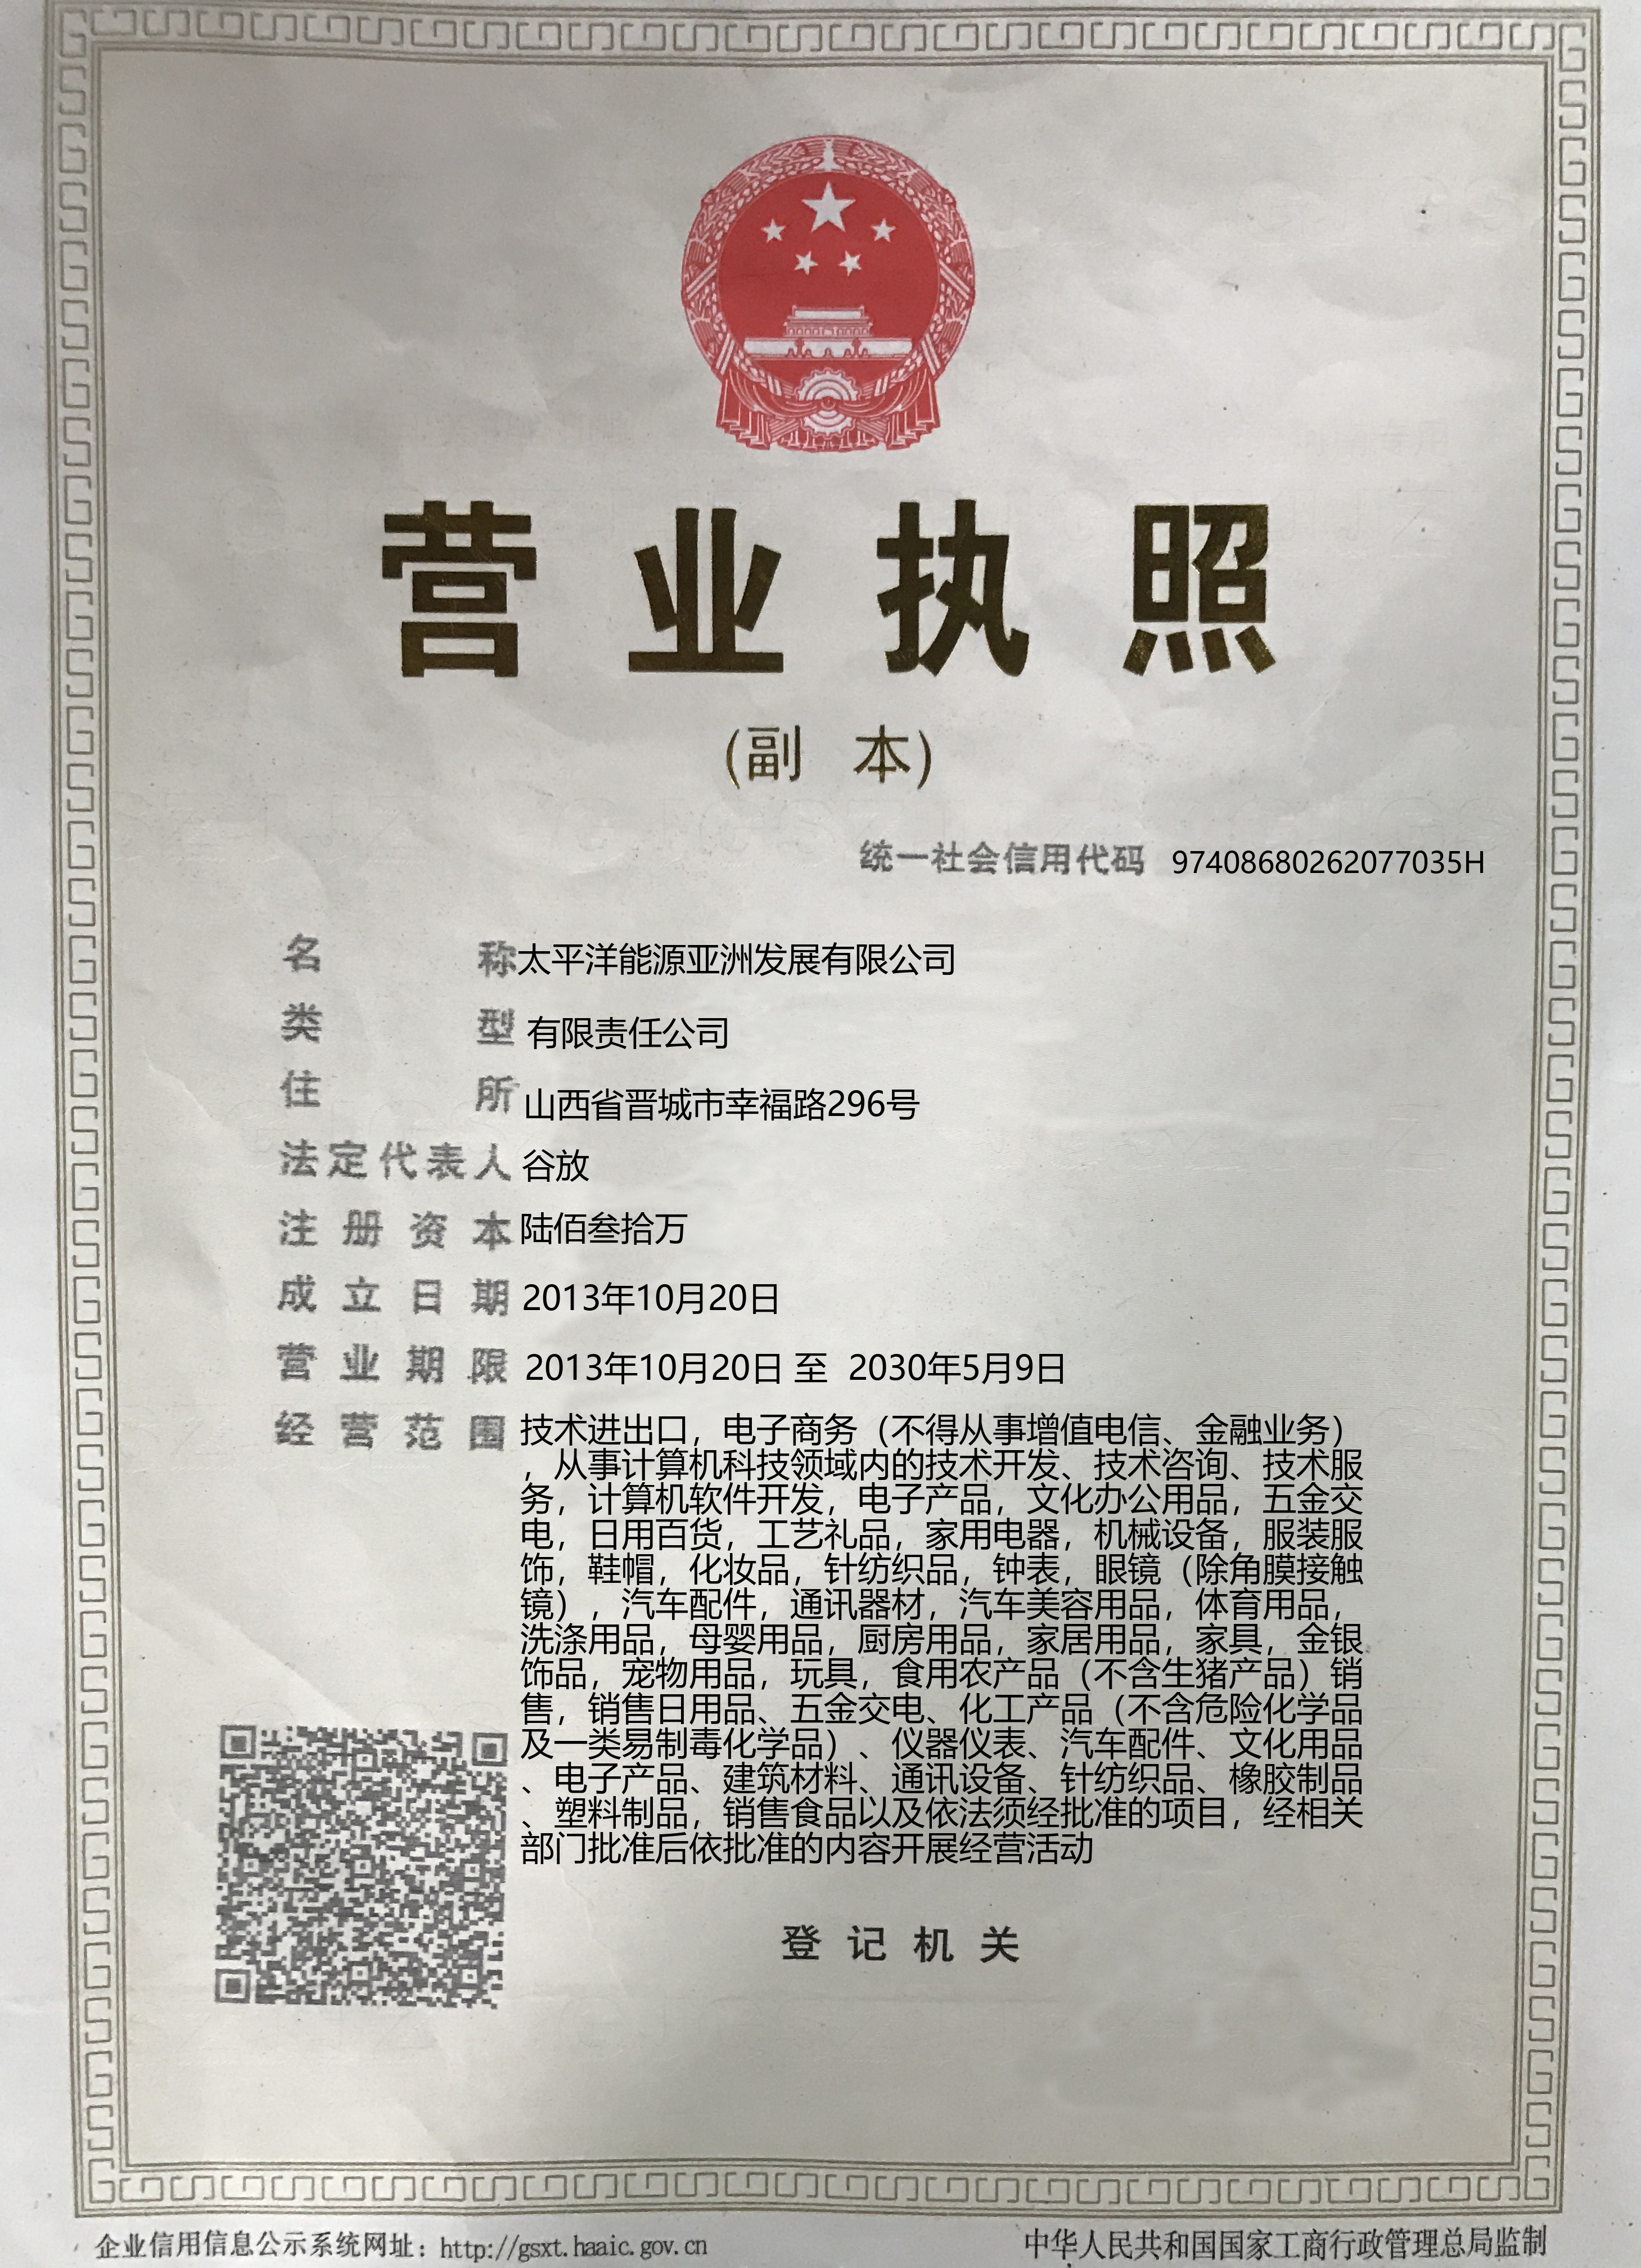 营业执照
(副 本)
统一社会信用代码 97408680262077035H
名 称 太平洋能源亚洲发展有限公司
类 型 有限责任公司
住 所 山西省晋城市幸福路296号
法定代表人 谷放
注册资本 陆佰叁拾万
成立日期 2013年10月20日
营业期限 2013年10月20日 至 2030年5月9日
经营范围 技术进出口，电子商务（不得从事增值电信、金融业务）
，从事计算机科技领域内的技术开发、技术咨询、技术服
务，计算机软件开发，电子产品，文化办公用品，五金交
电，日用百货，工艺礼品，家用电器，机械设备，服装服
饰，鞋帽，化妆品，针纺织品，钟表，眼镜（除角膜接触
镜），汽车配件，通讯器材，汽车美容用品，体育用品，
洗涤用品，母婴用品，厨房用品，家居用品，家具，金银
饰品，宠物用品，玩具，食用农产品（不含生猪产品）销
售，销售日用品、五金交电、化工产品（不含危险化学品
及一类易制毒化学品）、仪器仪表、汽车配件、文化用品
、电子产品、建筑材料、通讯设备、针纺织品、橡胶制品
、塑料制品，销售食品以及依法须经批准的项目，经相关
部门批准后依批准的内容开展经营活动
登记机关
企业信用信息公示系统网址：http://gsxt.haaic.gov.cn
中华人民共和国国家工商行政管理总局监制